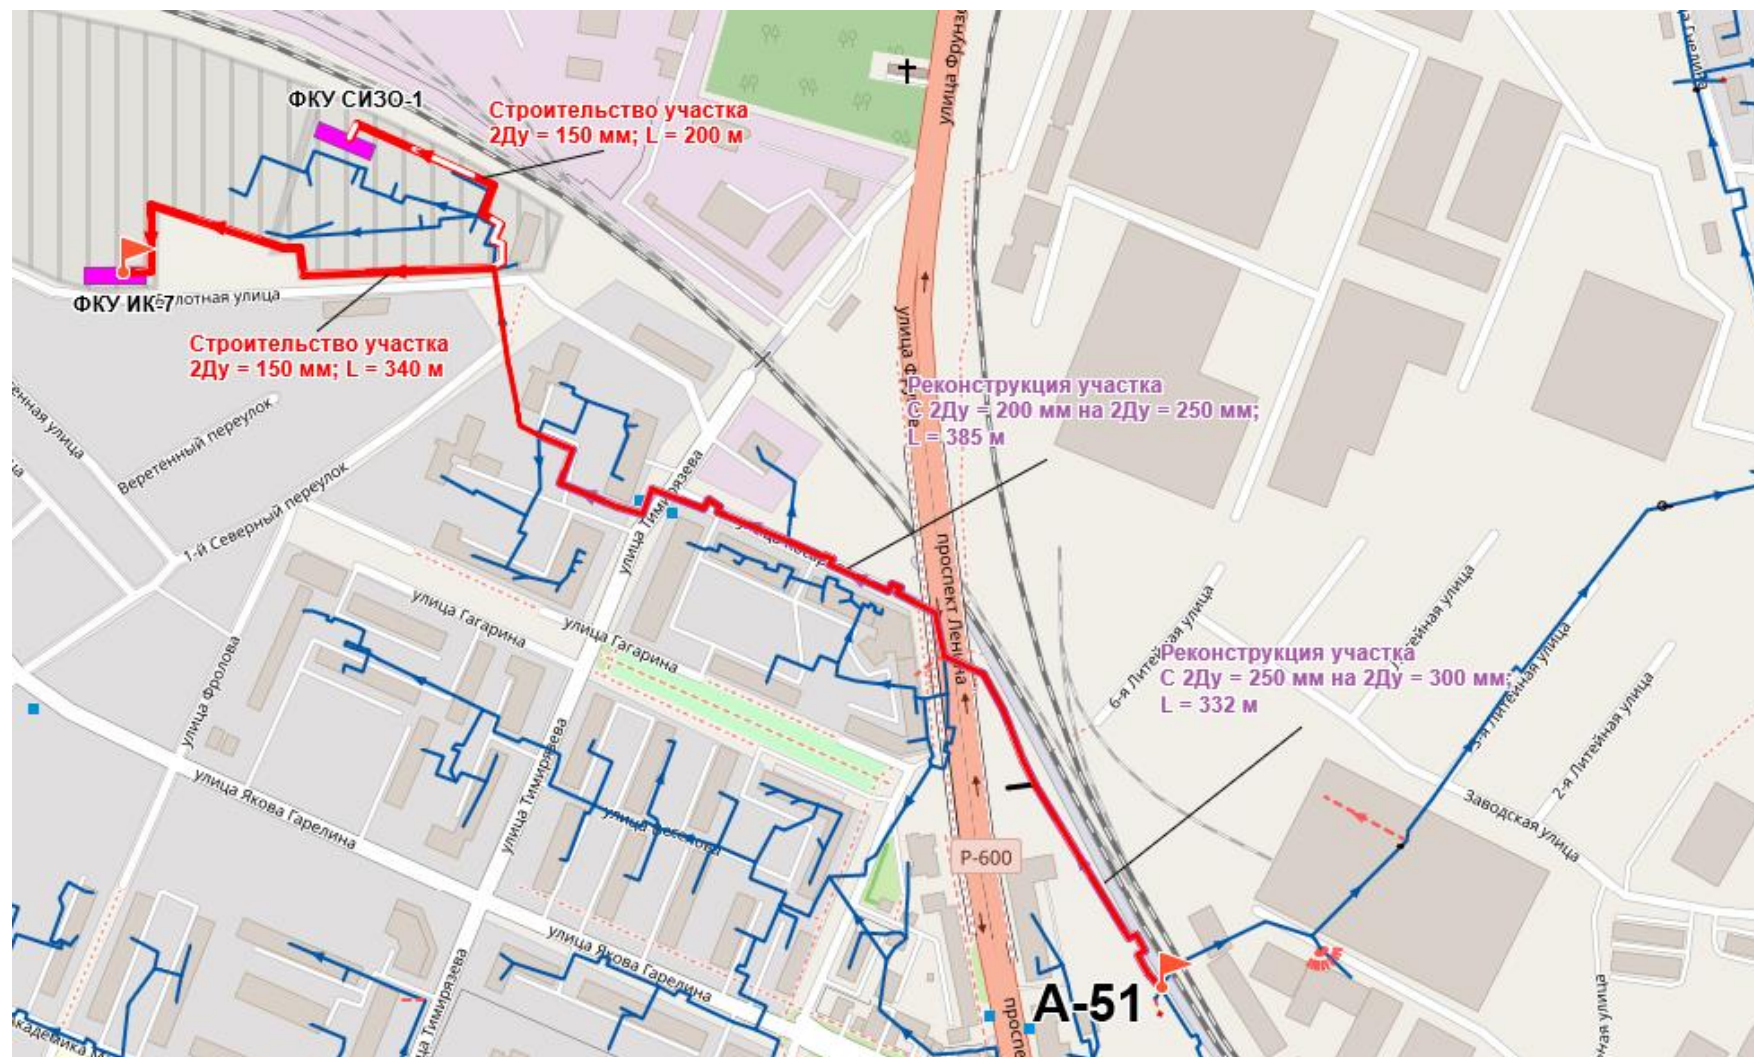 ФКУ СИЗО-1
Строительство участка
2Ду = 150 мм; L = 200 м
улица Фрунзе
ФКУ ИК-7
Болотная улица
Строительство участка
2Ду = 150 мм; L = 340 м
Реконструкция участка
С 2Ду = 200 мм на 2Ду = 250 мм;
L = 385 м
Веретённый переулок
1-й Северный переулок
улица Тимирязева
проспект Ленина
улица Гагарина
улица Гагарина
улица Фролова
6-я Литейная улица
Реконструкция участка
С 2Ду = 250 мм на 2Ду = 300 мм;
L = 332 м
3-я Литейная улица
2-я Литейная улица
улица Тимирязева
улица Якова Гарелина
Заводская улица
Р-600
улица Якова Гарелина
А-51